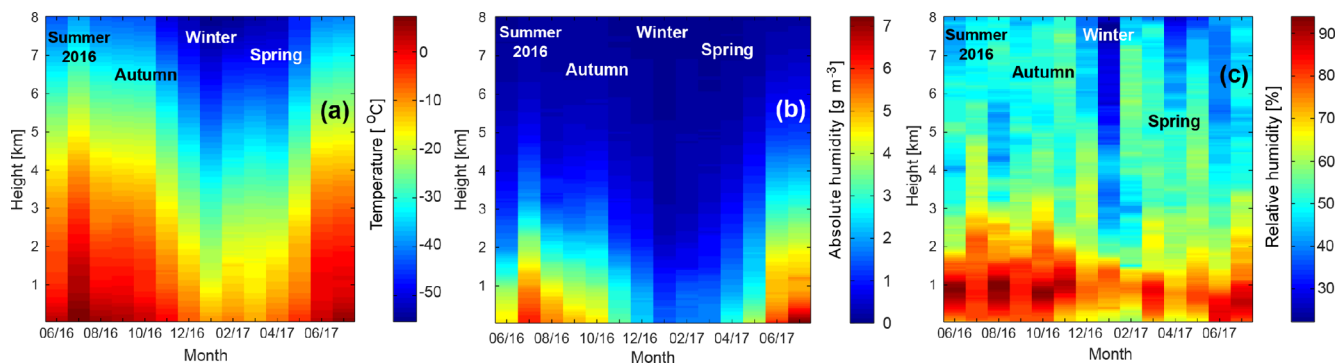 8
7
6
5
4
3
2
1
Height [km]
Summer
2016
Autumn
Winter
Spring
(a)
06/16 08/16 10/16 12/16 02/17 04/17 06/17
Month
0
-10
-20
-30
-40
-50
Temperature [ °C]
8
7
6
5
4
3
2
1
Height [km]
Summer
2016
Autumn
Winter
Spring
(b)
06/16 08/16 10/16 12/16 02/17 04/17 06/17
Month
7
6
5
4
3
2
1
0
Absolute humidity [g m⁻³]
8
7
6
5
4
3
2
1
Height [km]
Summer
2016
Autumn
Winter
Spring
(c)
06/16 08/16 10/16 12/16 02/17 04/17 06/17
Month
90
80
70
60
50
40
30
Relative humidity [%]